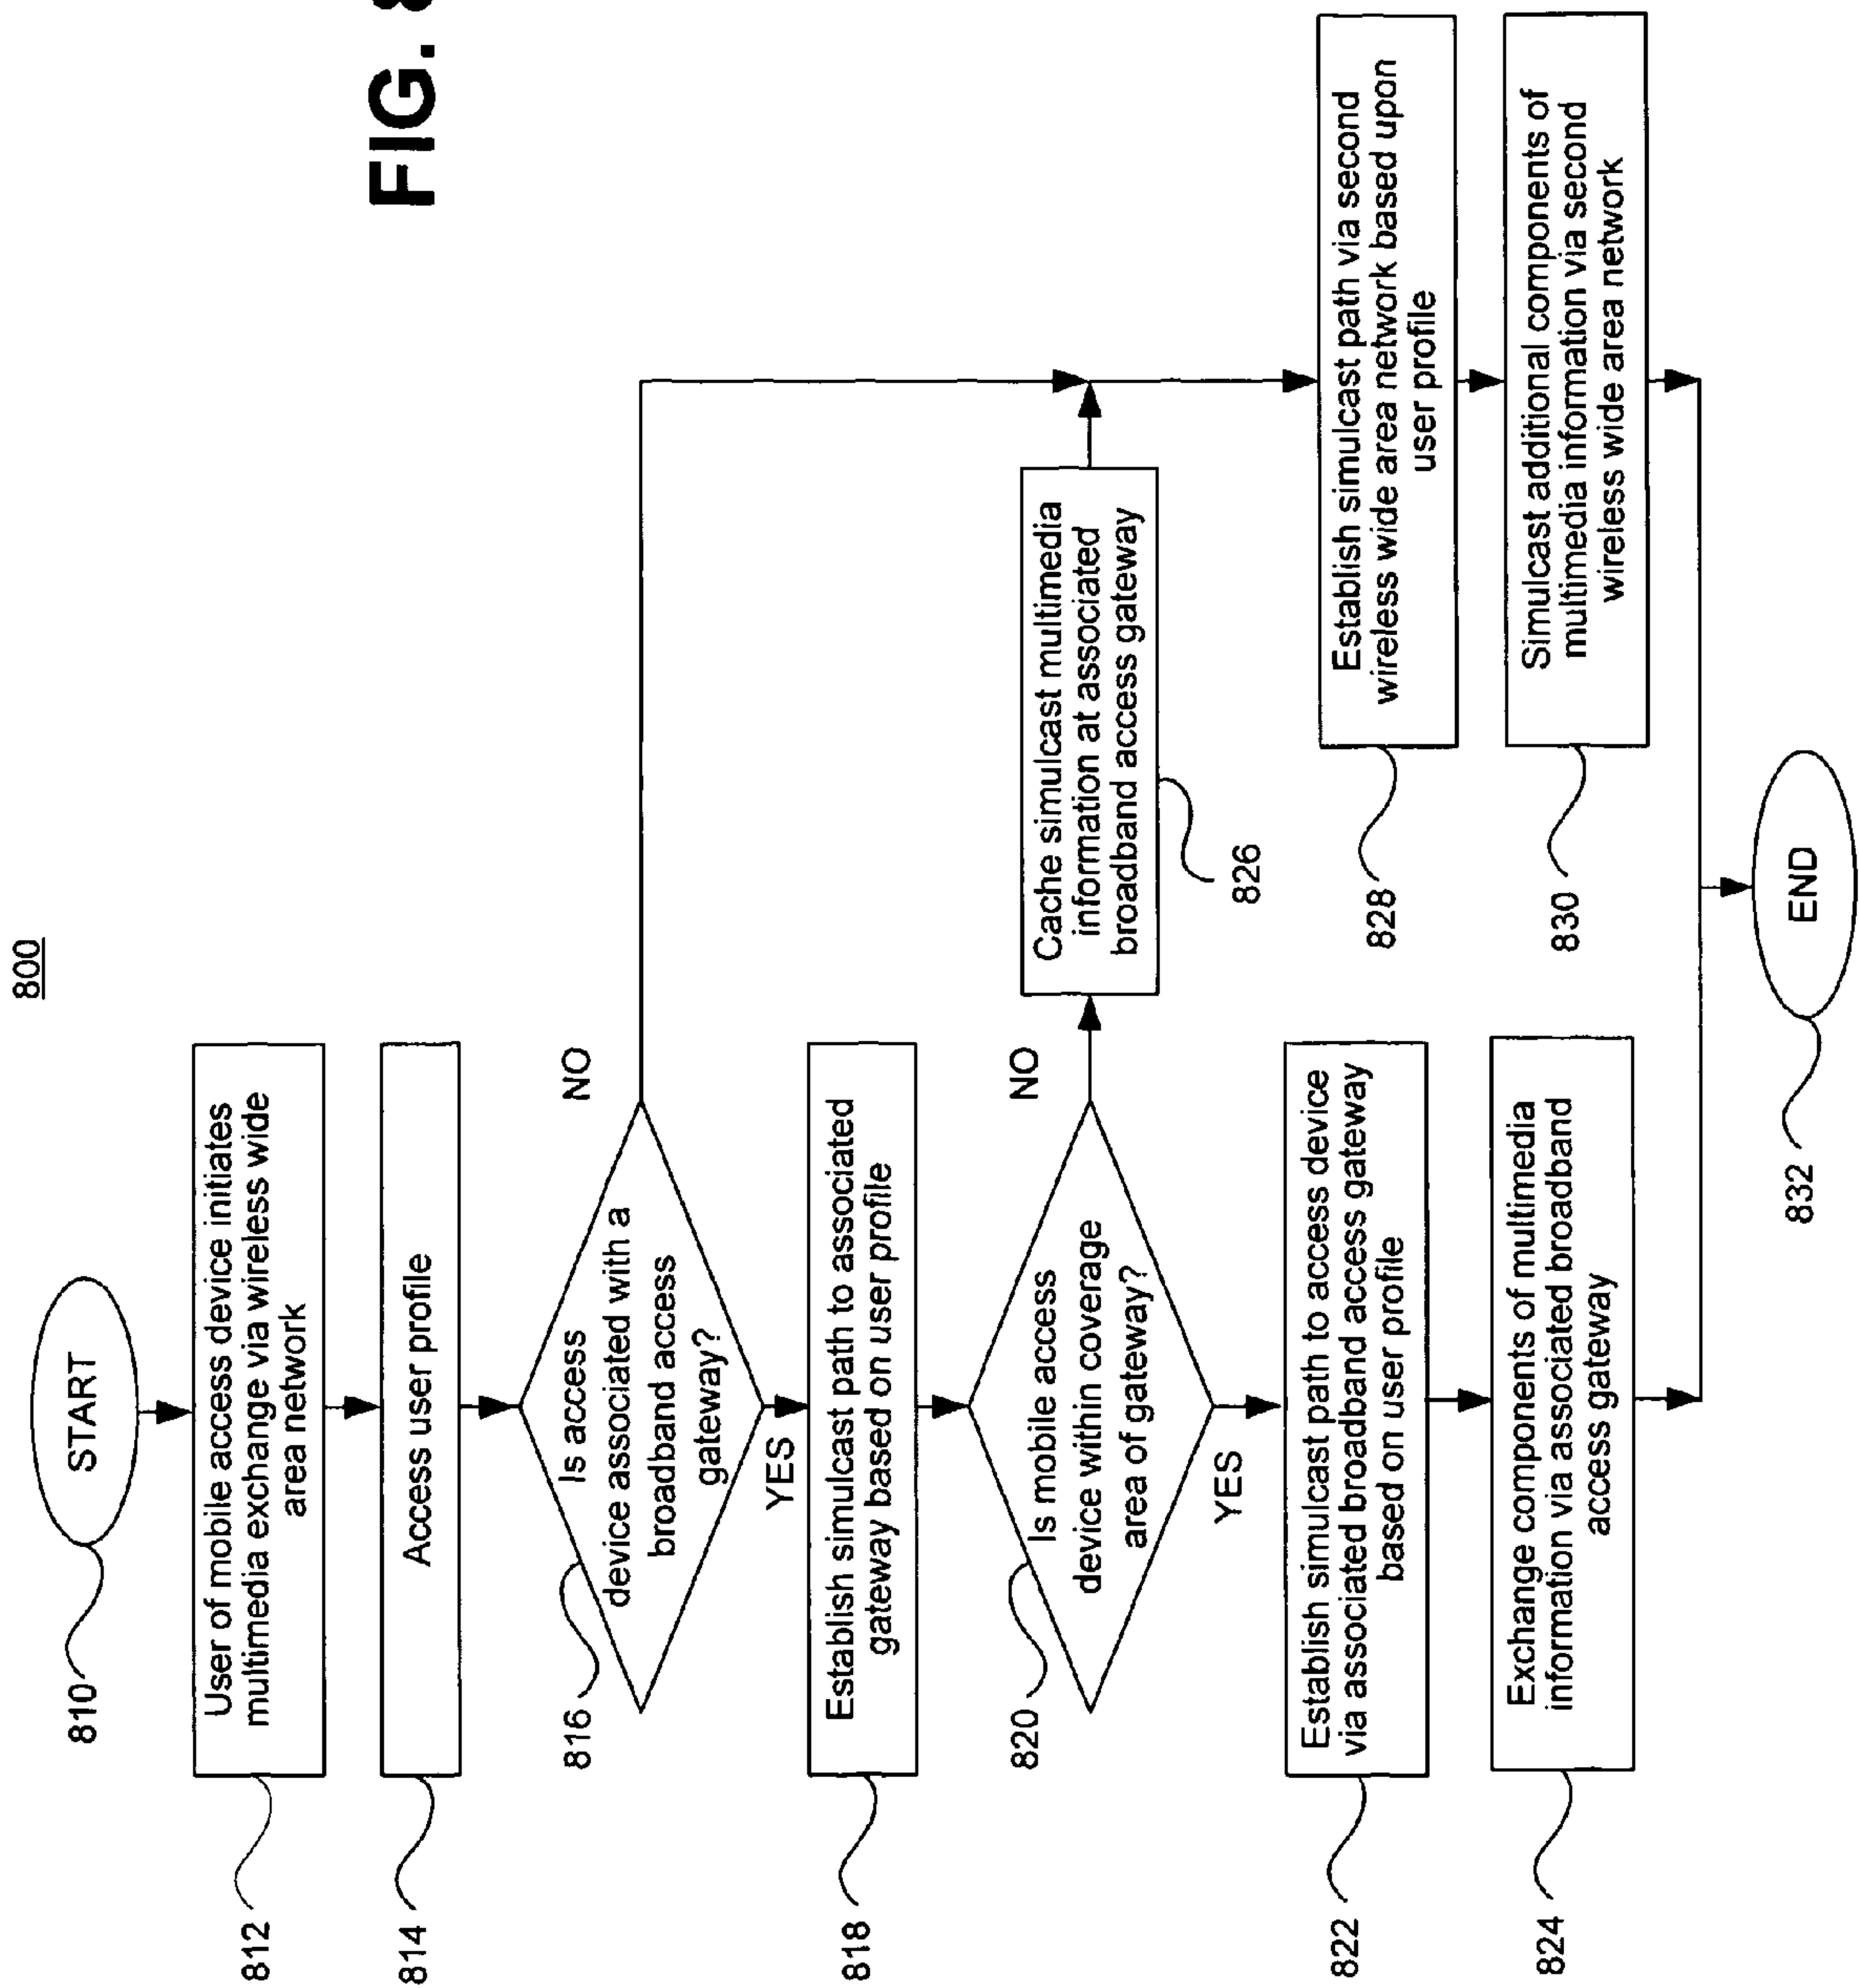 800
FIG. 8
START
810
User of mobile access device initiates
multimedia exchange via wireless wide
area network
812
Access user profile
814
Is access
device associated with a
broadband access
gateway?
816
NO
YES
Establish simulcast path to associated
gateway based on user profile
818
Is mobile access
device within coverage
area of gateway?
820
NO
YES
Cache simulcast multimedia
information at associated
broadband access gateway
826
Establish simulcast path to access device
via associated broadband access gateway
based on user profile
822
Establish simulcast path via second
wireless wide area network based upon
user profile
828
Exchange components of multimedia
information via associated broadband
access gateway
824
Simulcast additional components of
multimedia information via second
wireless wide area network
830
END
832